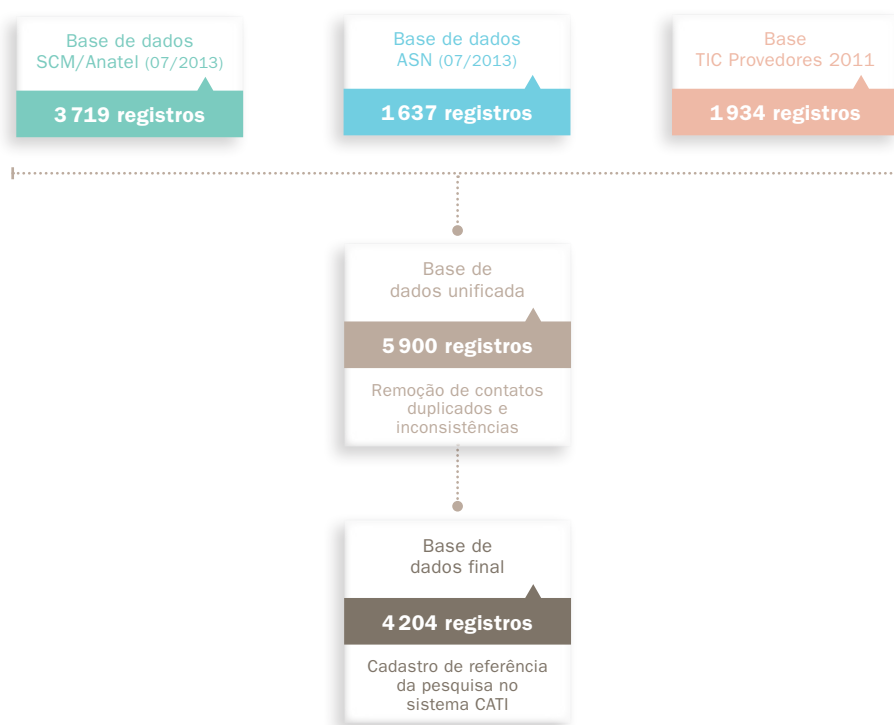 Base de dados
SCM/Anatel (07/2013)
3 719 registros
Base de dados
ASN (07/2013)
1 637 registros
Base
TIC Provedores 2011
1 934 registros
Base de
dados unificada
5 900 registros
Remoção de contatos
duplicados e
inconsistências
Base de
dados final
4 204 registros
Cadastro de referência
da pesquisa no
sistema CATI